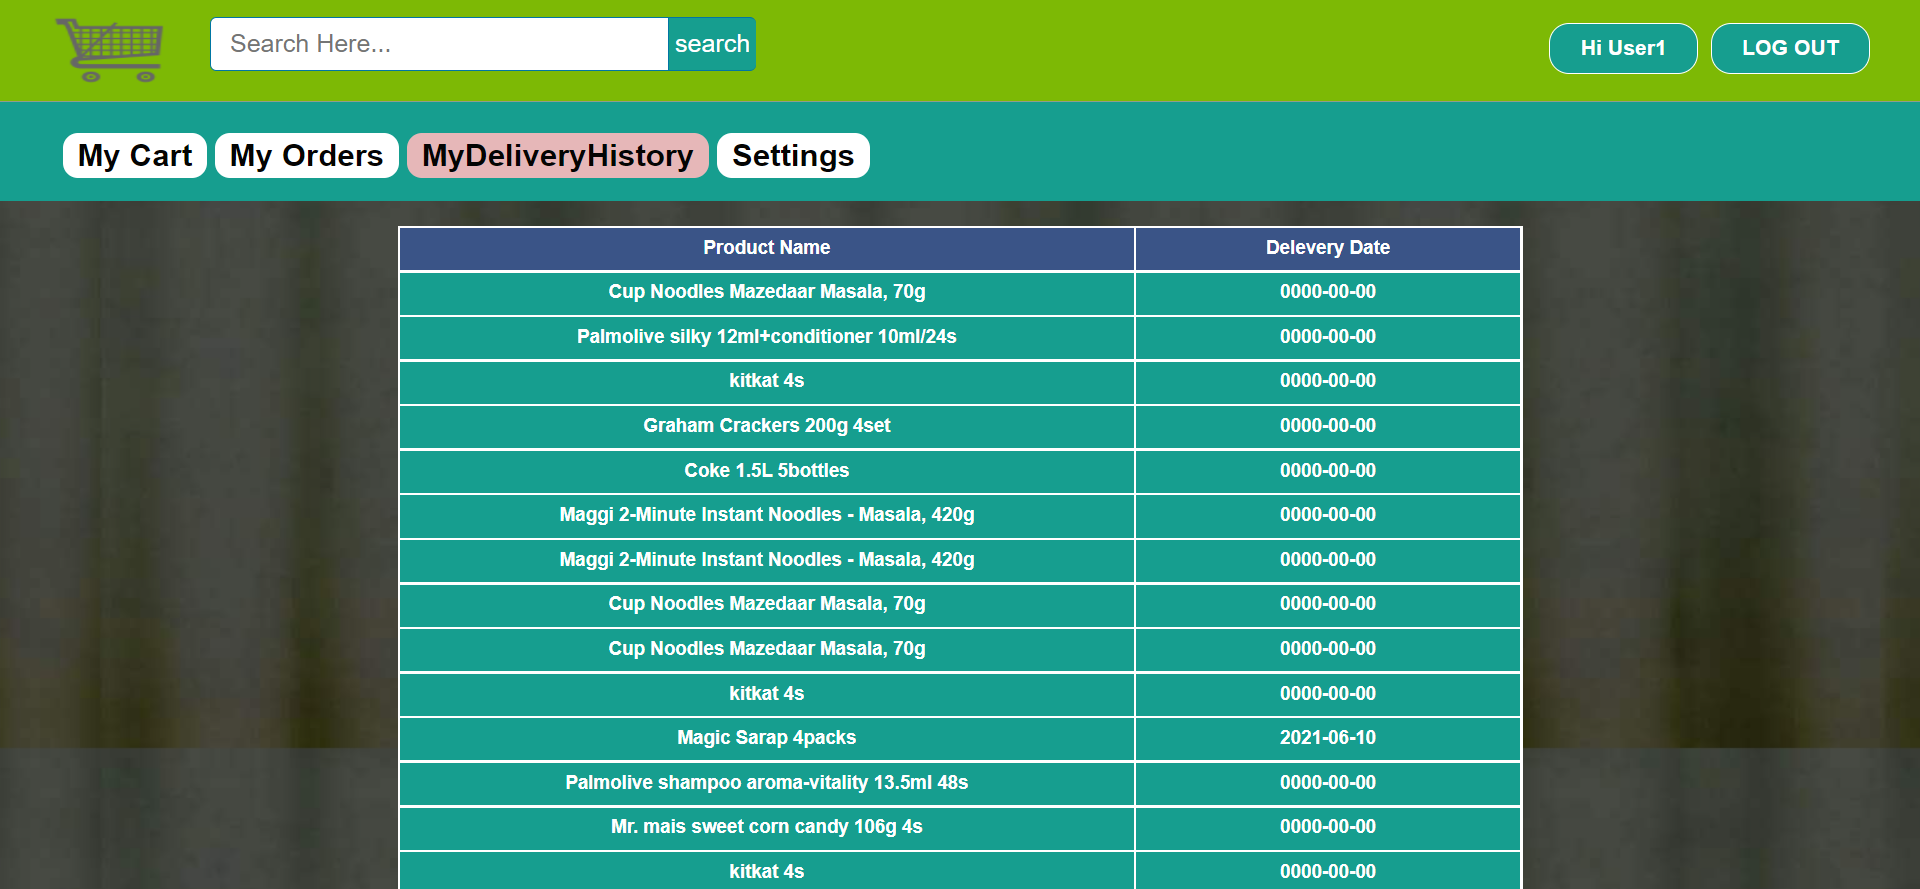 Search Here...
search
Hi User1
LOG OUT
My Cart
My Orders
MyDeliveryHistory
Settings
Product Name Delevery Date
Cup Noodles Mazedaar Masala, 70g 0000-00-00
Palmolive silky 12ml+conditioner 10ml/24s 0000-00-00
kitkat 4s 0000-00-00
Graham Crackers 200g 4set 0000-00-00
Coke 1.5L 5bottles 0000-00-00
Maggi 2-Minute Instant Noodles - Masala, 420g 0000-00-00
Maggi 2-Minute Instant Noodles - Masala, 420g 0000-00-00
Cup Noodles Mazedaar Masala, 70g 0000-00-00
Cup Noodles Mazedaar Masala, 70g 0000-00-00
kitkat 4s 0000-00-00
Magic Sarap 4packs 2021-06-10
Palmolive shampoo aroma-vitality 13.5ml 48s 0000-00-00
Mr. mais sweet corn candy 106g 4s 0000-00-00
kitkat 4s 0000-00-00